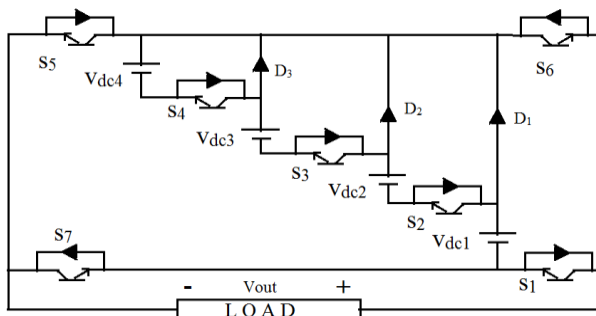 S5
S6
Vdc4
D3
S4
Vdc3
D2
D1
S3
Vdc2
S2
Vdc1
S7
S1
- Vout +
LOAD